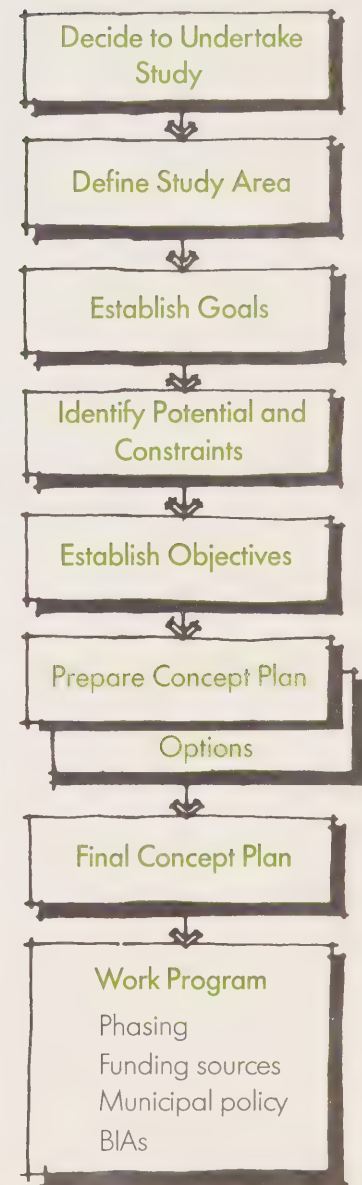 Decide to Undertake
Study
Define Study Area
Establish Goals
Identify Potential and
Constraints
Establish Objectives
Prepare Concept Plan
Options
Final Concept Plan
Work Program
Phasing
Funding sources
Municipal policy
BIAs